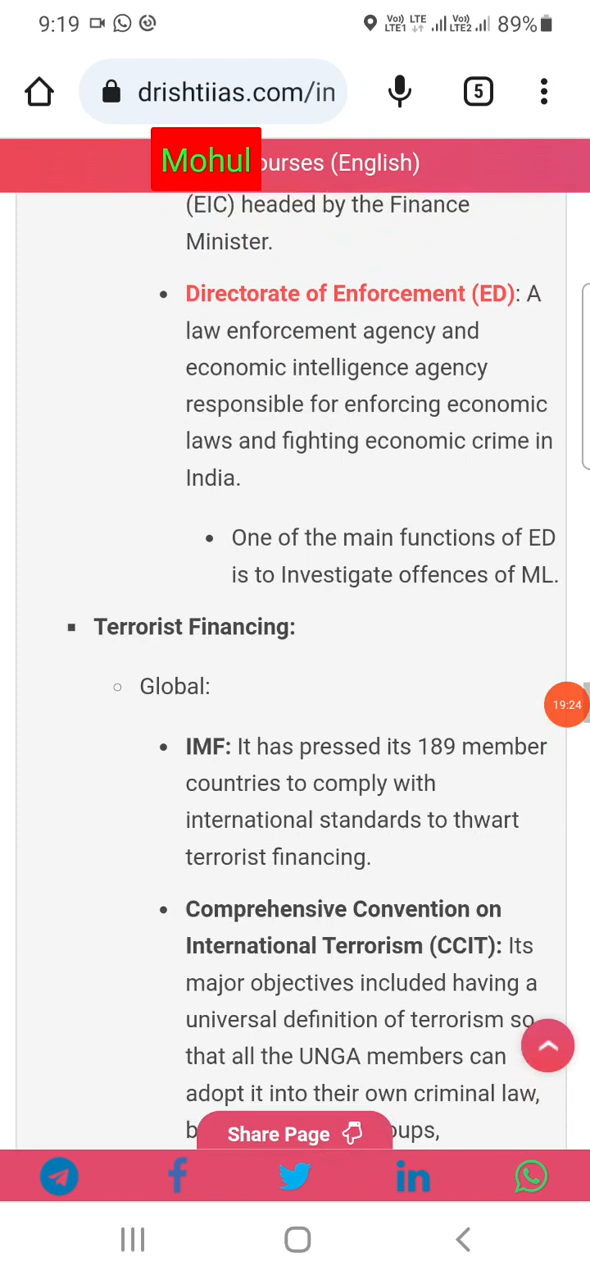 9:19 Vo) LTE1 LTE Vo) LTE2 89%
drishtiias.com/in 5
Mohul ourses (English)
(EIC) headed by the Finance
Minister.
• Directorate of Enforcement (ED): A
law enforcement agency and
economic intelligence agency
responsible for enforcing economic
laws and fighting economic crime in
India.
• One of the main functions of ED
is to Investigate offences of ML.
▪ Terrorist Financing:
○ Global:
19:24
• IMF: It has pressed its 189 member
countries to comply with
international standards to thwart
terrorist financing.
• Comprehensive Convention on
International Terrorism (CCIT): Its
major objectives included having a
universal definition of terrorism so
that all the UNGA members can
adopt it into their own criminal law,
Share Page